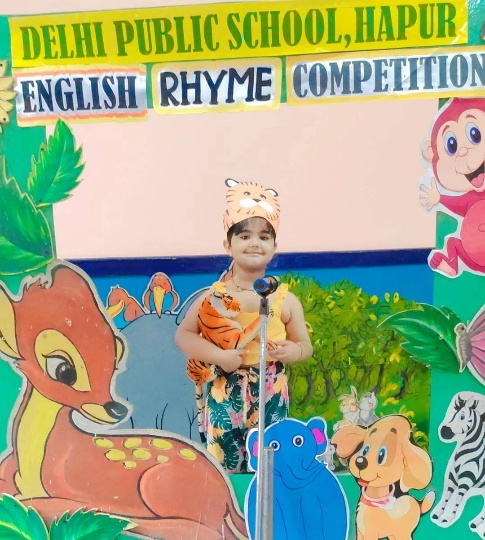 DELHI PUBLIC SCHOOL, HAPUR
ENGLISH RHYME COMPETITION